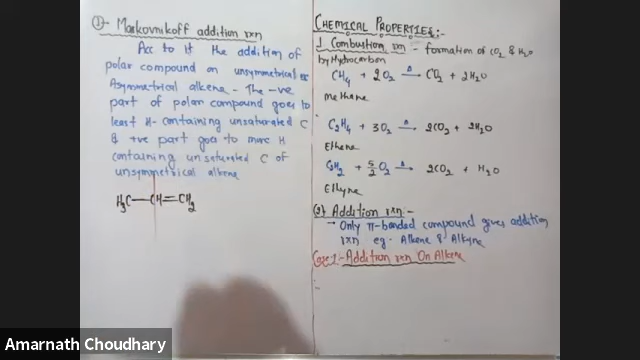 ① - Markovnikoff addition rxn
Acc to it the addition of
polar compound on unsymmetrical or
Asymmetrical alkene - The -ve
part of polar compound goes to
least H- containing unsaturated C
& +ve part goes to more H
containing unsaturated C of
unsymmetrical alkene
H₃C—CH=CH₂
CHEMICAL PROPERTIES:-
1. Combustion rxn - formation of CO₂ & H₂O
by Hydrocarbon
CH₄ + 2O₂ —Δ→ CO₂ + 2H₂O
methane
C₂H₄ + 3O₂ —Δ→ 2CO₂ + 2H₂O
Ethene
C₂H₂ + 5/2 O₂ —Δ→ 2CO₂ + H₂O
Ethyne
(2) Addition rxn:-
→ Only π-bonded compound gives addition
rxn eg:- Alkene & Alkyne
Case 1:- Addition rxn On Alkene
:-
Amarnath Choudhary